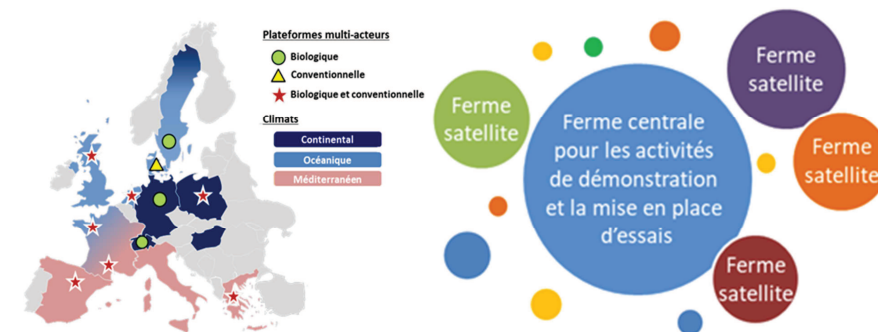 Plateformes multi-acteurs
Biologique
Conventionnelle
Biologique et conventionnelle
Climats
Continental
Océanique
Méditerranéen
Ferme
satellite
Ferme centrale
pour les activités
de démonstration
et la mise en place
d'essais
Ferme
satellite
Ferme
satellite
Ferme
satellite